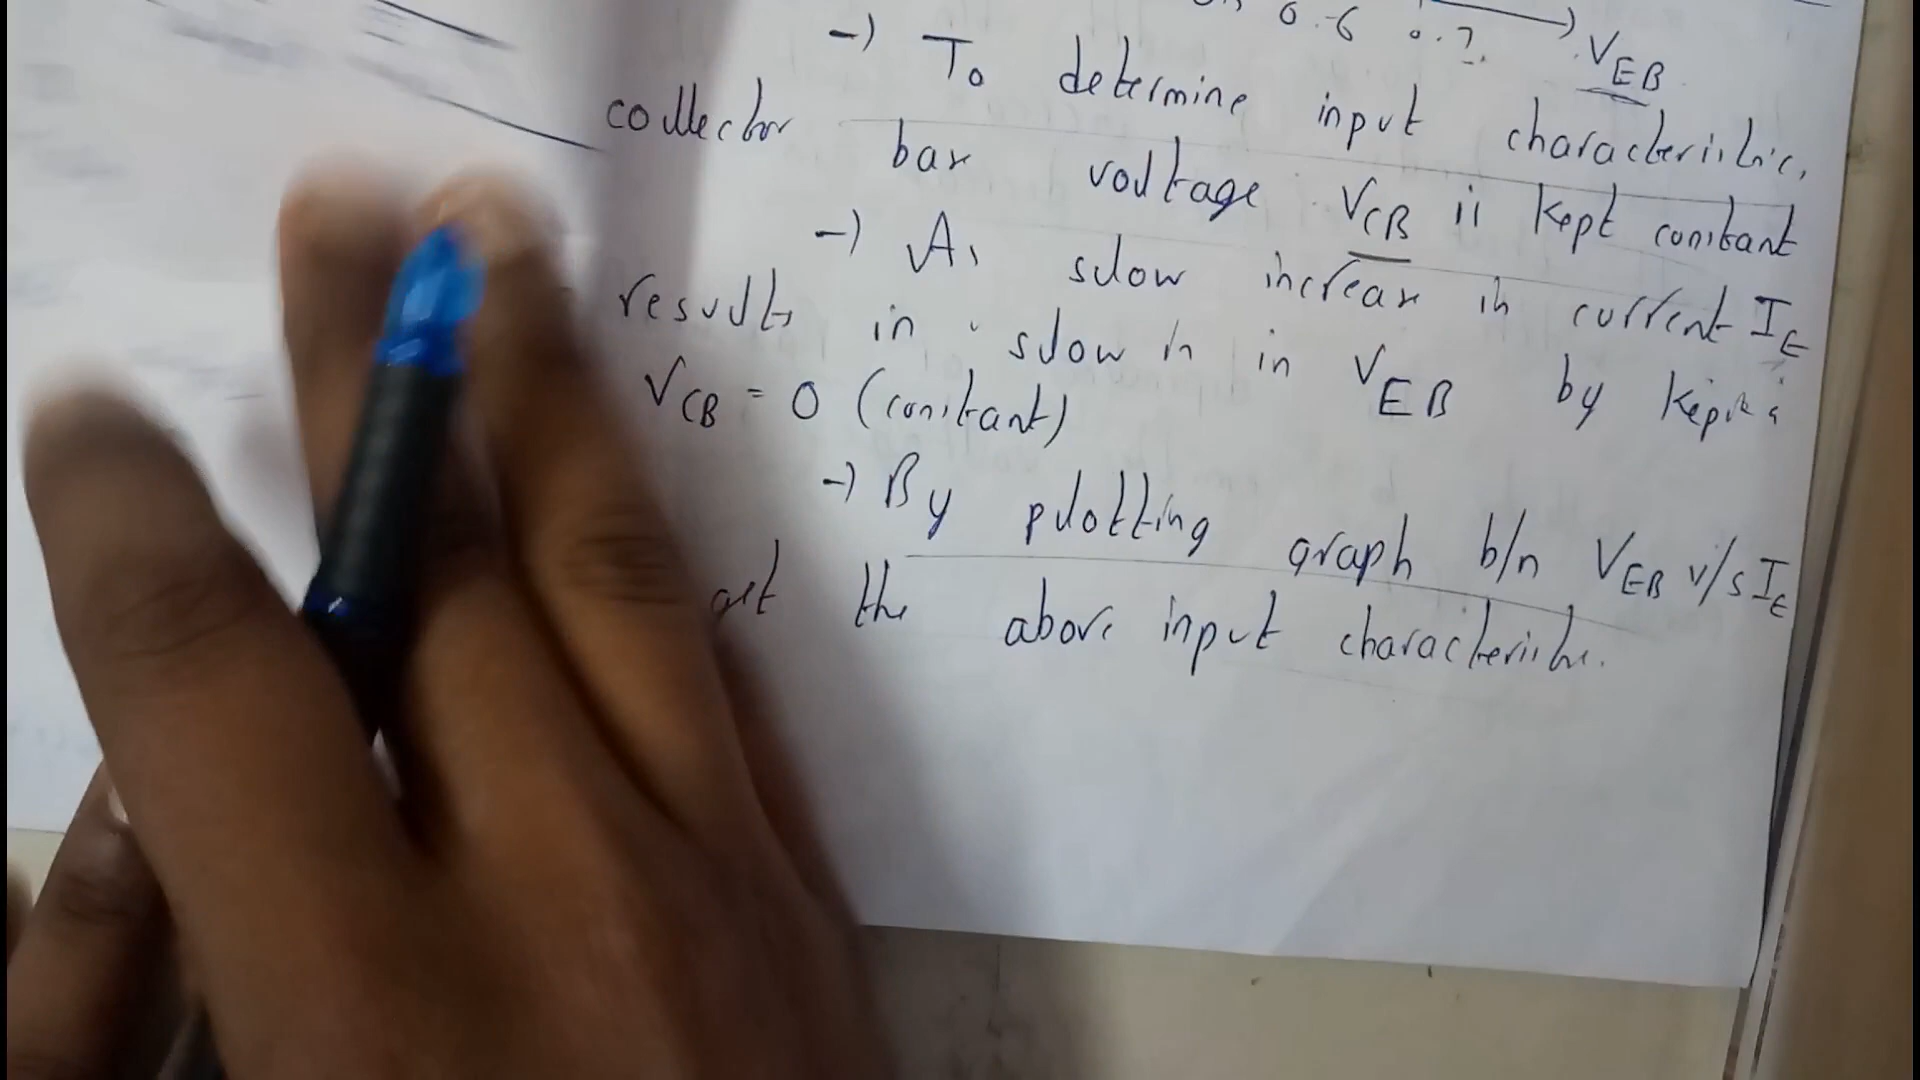 0.6 0.7 → VEB
→ To determine input characteristic,
collector base voltage VCB is kept constant
→ As slow increase in current IE
results in slow in in VEB by
VCB = 0 (constant)
→ By plotting graph b/n VEB v/s IE
get the above input characteristic.